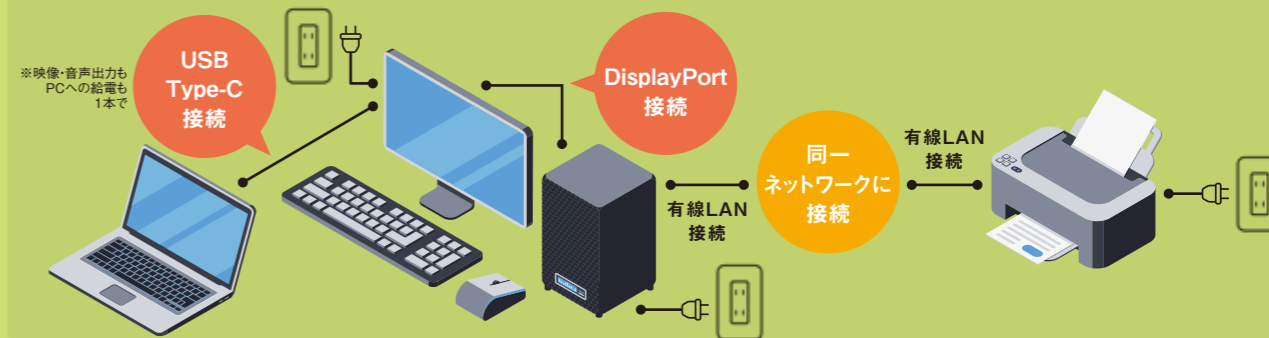 ※映像・音声出力も
PCへの給電も
1本で
USB
Type-C
接続
DisplayPort
接続
有線LAN
接続
同一
ネットワークに
接続
有線LAN
接続